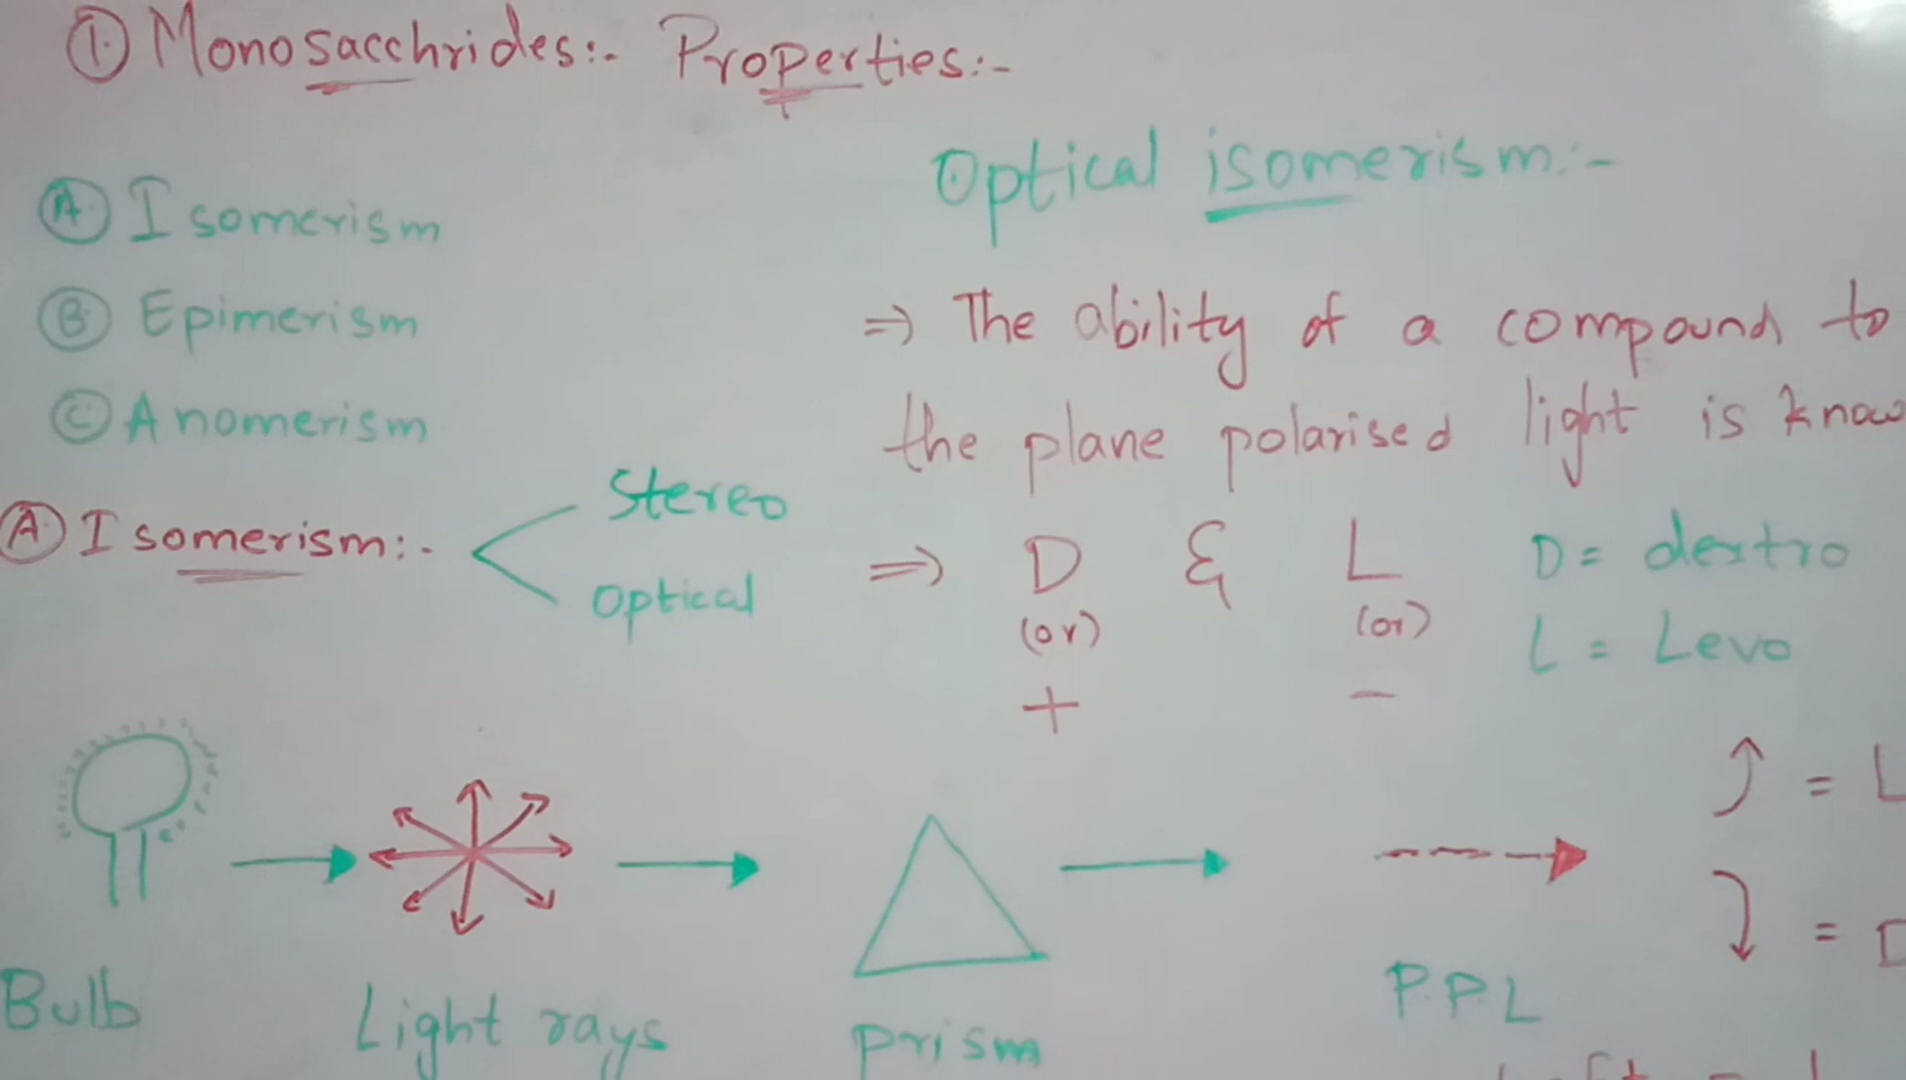 ① Monosacchrides:- Properties:-
Ⓐ Isomerism
Ⓑ Epimerism
Ⓒ Anomerism
Ⓐ Isomerism:-
Stereo
Optical
Optical isomerism:-
⇒ The ability of a compound to
the plane polarised light is know
⇒ D & L
(or) (or)
+ −
D = dextro
L = Levo
Bulb
Light rays
Prism
P.P.L
= L
= D